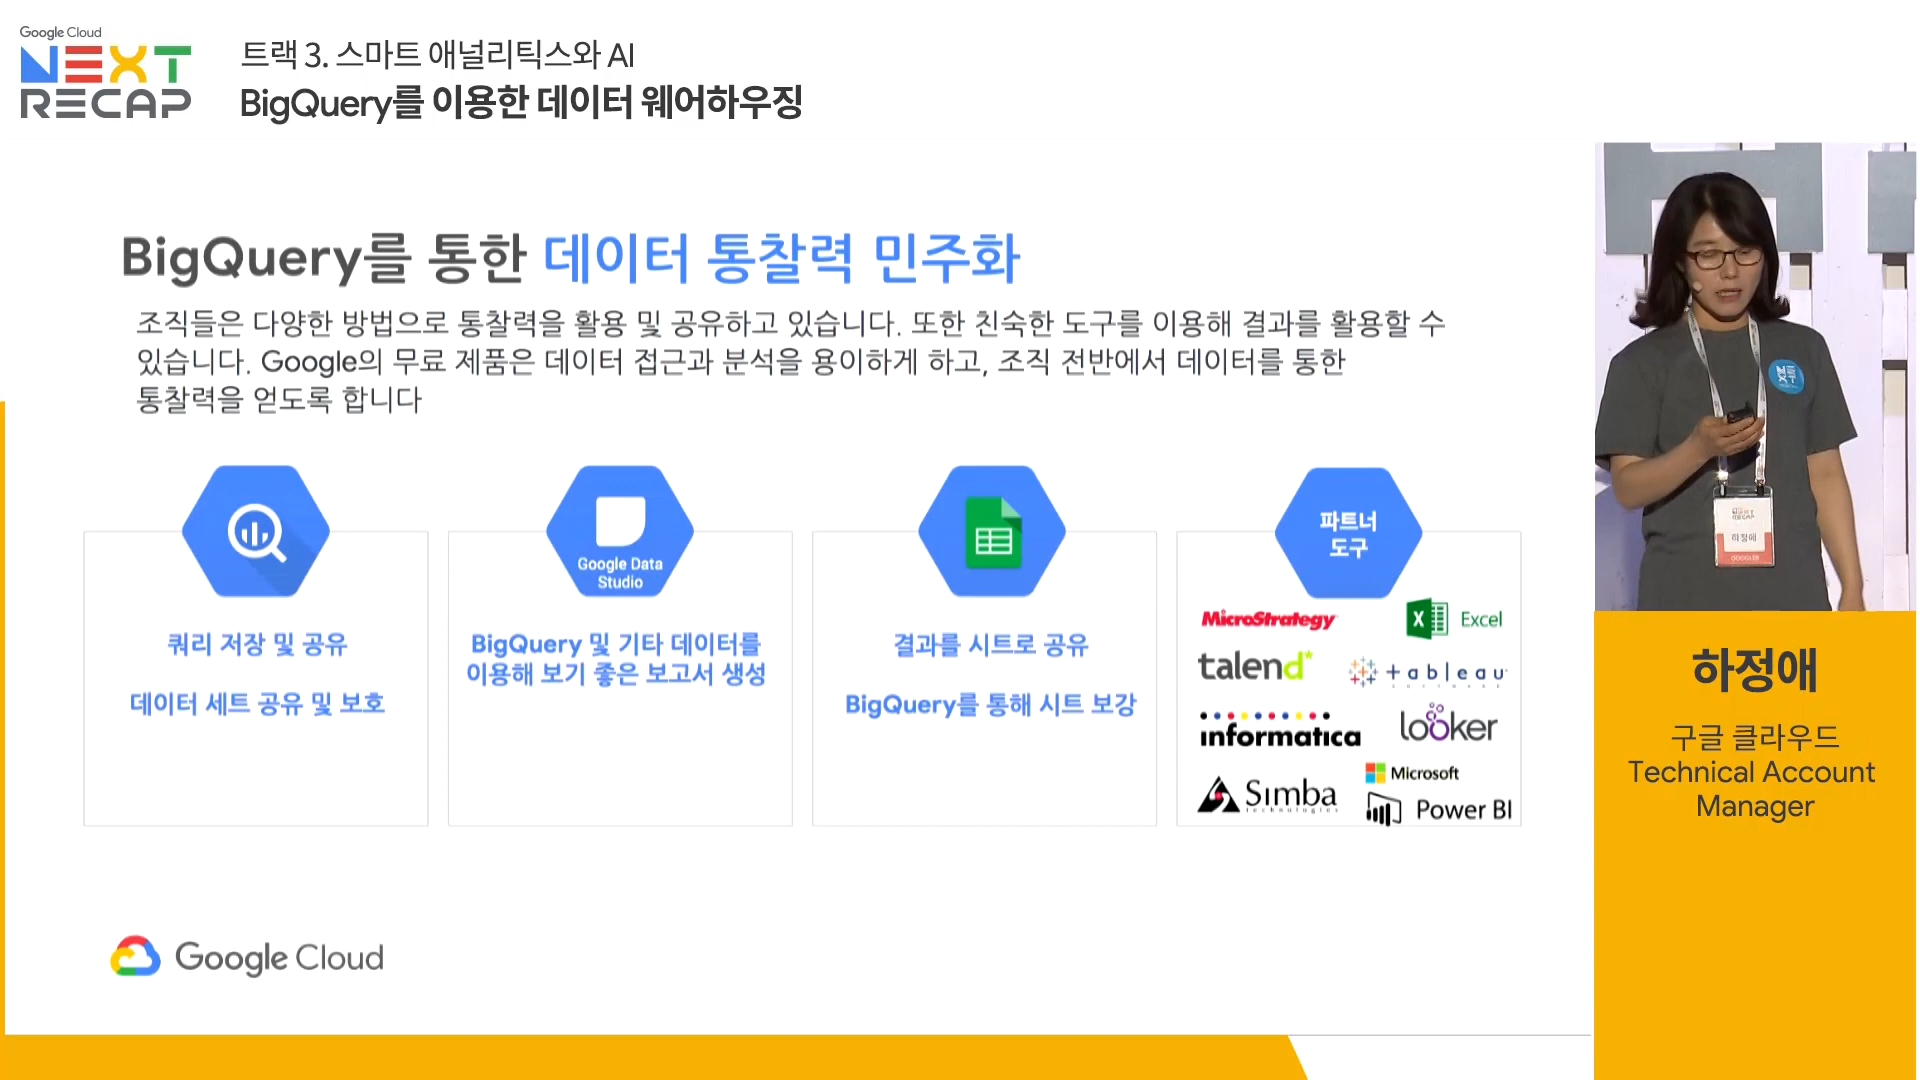 Google Cloud
NEXT
RECAP
트랙 3. 스마트 애널리틱스와 AI
BigQuery를 이용한 데이터 웨어하우징
BigQuery를 통한 데이터 통찰력 민주화
조직들은 다양한 방법으로 통찰력을 활용 및 공유하고 있습니다. 또한 친숙한 도구를 이용해 결과를 활용할 수
있습니다. Google의 무료 제품은 데이터 접근과 분석을 용이하게 하고, 조직 전반에서 데이터를 통한
통찰력을 얻도록 합니다
쿼리 저장 및 공유
데이터 세트 공유 및 보호
Google Data
Studio
BigQuery 및 기타 데이터를
이용해 보기 좋은 보고서 생성
결과를 시트로 공유
BigQuery를 통해 시트 보강
파트너
도구
MicroStrategy
Excel
talend*
+ableau
SOFTWARE
informatica
looker
Simba
technologies
Microsoft
Power BI
Google Cloud
NEXT
RECAP
하정애
Google
하정애
구글 클라우드
Technical Account
Manager